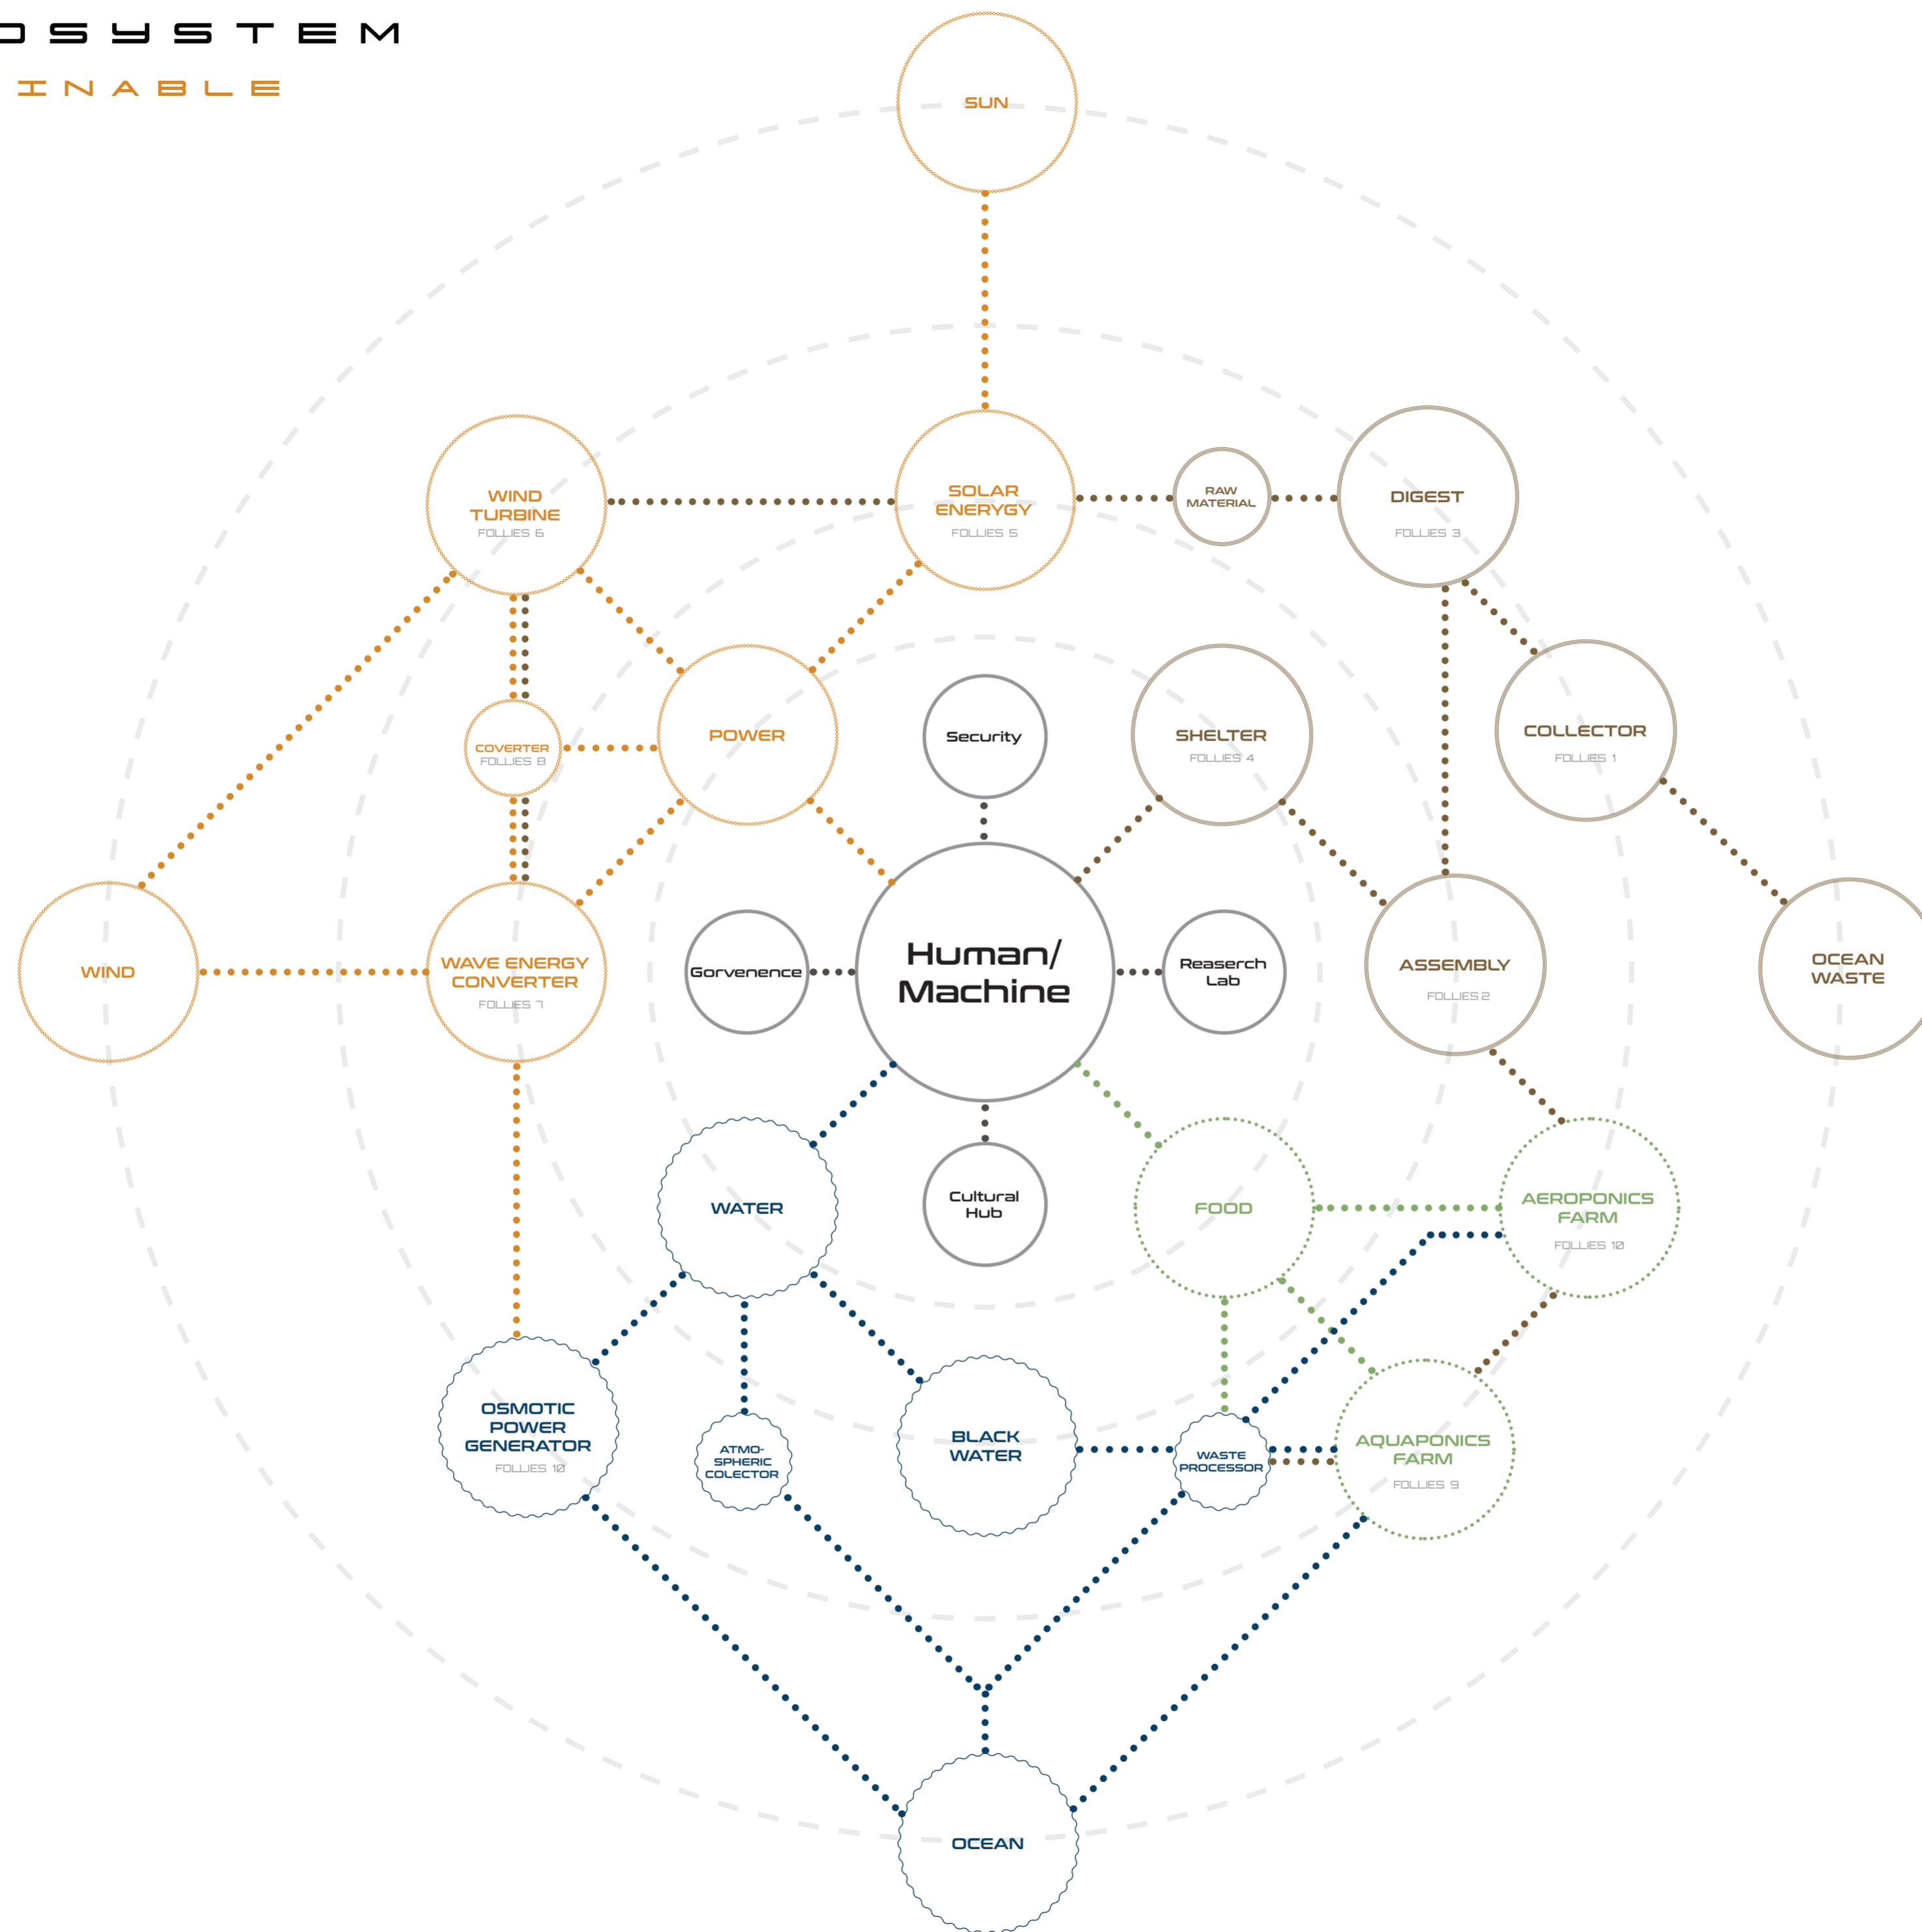 OSYSTEM
INABLE
SUN
WIND
TURBINE
FOLLIES 6
SOLAR
ENERYGY
FOLLIES 5
RAW
MATERIAL
DIGEST
FOLLIES 3
COVERTER
FOLLIES 8
POWER
Security
SHELTER
FOLLIES 4
COLLECTOR
FOLLIES 1
WIND
WAVE ENERGY
CONVERTER
FOLLIES 7
Gorvenence
Human/
Machine
Reaserch
Lab
ASSEMBLY
FOLLIES 2
OCEAN
WASTE
WATER
Cultural
Hub
FOOD
AEROPONICS
FARM
FOLLIES 10
OSMOTIC
POWER
GENERATOR
FOLLIES 10
ATMO-
SPHERIC
COLECTOR
BLACK
WATER
WASTE
PROCESSOR
AQUAPONICS
FARM
FOLLIES 9
OCEAN